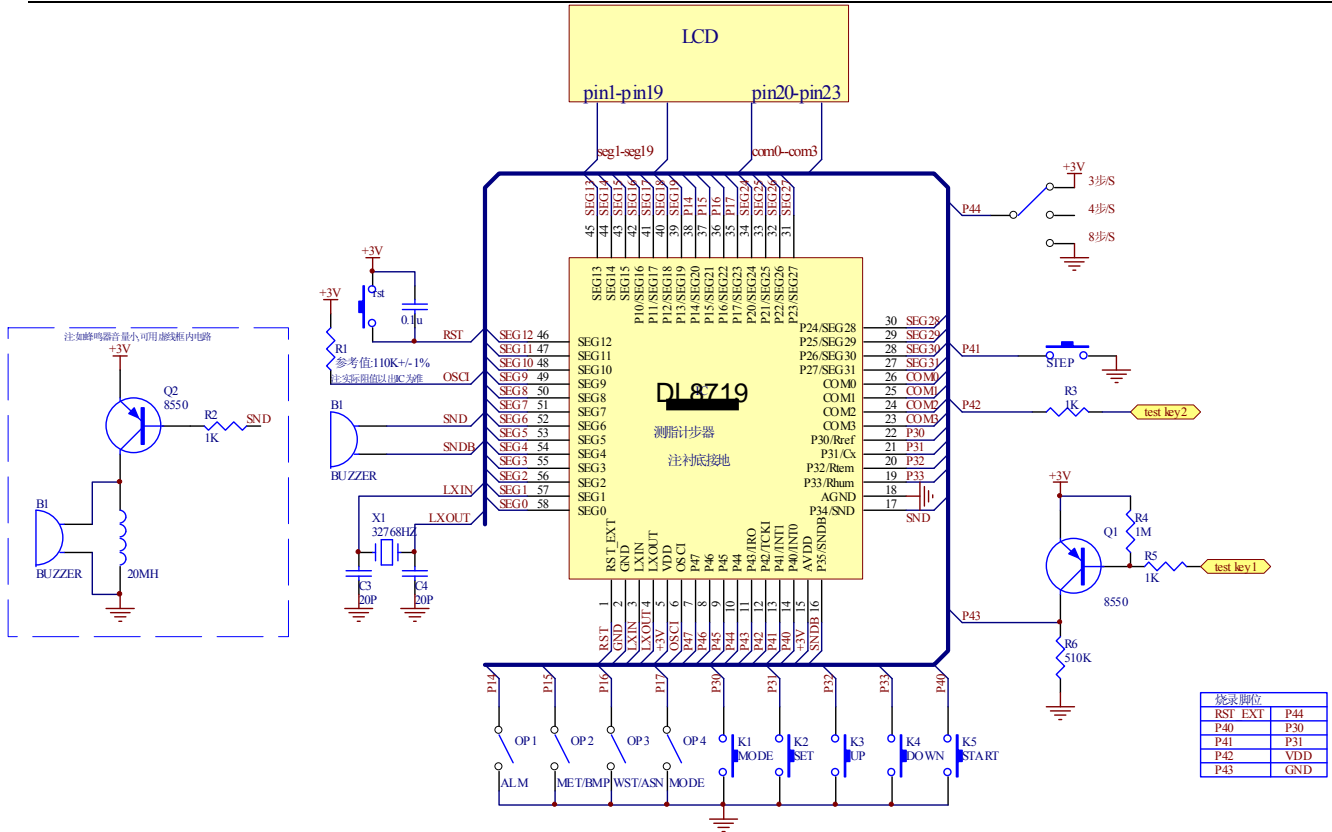 LCD
pin1-pin19
pin20-pin23
seg1-seg19
com0--com3
SEG13
SEG14
SEG15
SEG16
SEG17
SEG18
SEG19
P14
P15
P16
P17
SEG24
SEG25
SEG26
SEG27
45
44
43
42
41
40
39
38
37
36
35
34
33
32
31
SEG13
SEG14
SEG15
P10/SEG16
P11/SEG17
P12/SEG18
P13/SEG19
P14/SEG20
P15/SEG21
P16/SEG22
P17/SEG23
P20/SEG24
P21/SEG25
P22/SEG26
P23/SEG27
+3V
3步/S
P44
4步/S
8步/S
+3V
rst
0.1u
+3V
R1
参考值:110K+/-1%
注:实际阻值以出IC为准
RST
OSCI
B1
SND
SNDB
BUZZER
LXIN
LXOUT
X1
32768HZ
C3
20P
C4
20P
注:如蜂鸣器音量小,可用虚线框内电路
+3V
Q2
8550
R2
1K
SND
B1
BUZZER
20MH
SEG12 46 SEG12
SEG11 47 SEG11
SEG10 48 SEG10
SEG9 49 SEG9
SEG8 50 SEG8
SEG7 51 SEG7
SEG6 52 SEG6
SEG5 53 SEG5
SEG4 54 SEG4
SEG3 55 SEG3
SEG2 56 SEG2
SEG1 57 SEG1
SEG0 58 SEG0
DL8719
测脂计步器
注衬底接地
P24/SEG28 30 SEG28
P25/SEG29 29 SEG29
P26/SEG30 28 SEG30
P27/SEG31 27 SEG31
COM0 26 COM0
COM1 25 COM1
COM2 24 COM2
COM3 23 COM3
P30/Rref 22 P30
P31/Cx 21 P31
P32/Rtem 20 P32
P33/Rhum 19 P33
AGND 18
P34/SND 17
SND
P41
STEP
P42
R3
1K
test key2
+3V
R4
1M
Q1
R5
1K
test key1
8550
P43
R6
510K
RST_EXT
GND
LXIN
LXOUT
VDD
OSCI
P47
P46
P45
P44
P43/IRO
P42/TCKI
P41/INT1
P40/INT0
AVDD
P35/SNDB
1
2
3
4
5
6
7
8
9
10
11
12
13
14
15
16
RST
GND
LXIN
LXOUT
+3V
OSCI
P47
P46
P45
P44
P43
P42
P41
P40
+3V
SNDB
P14
P15
P16
P17
P30
P31
P32
P33
P40
OP1
OP2
OP3
OP4
K1
MODE
K2
SET
K3
UP
K4
DOWN
K5
START
ALM
MET/BMP
WST/ASN
MODE
烧录脚位
RST_EXT P44
P40 P30
P41 P31
P42 VDD
P43 GND